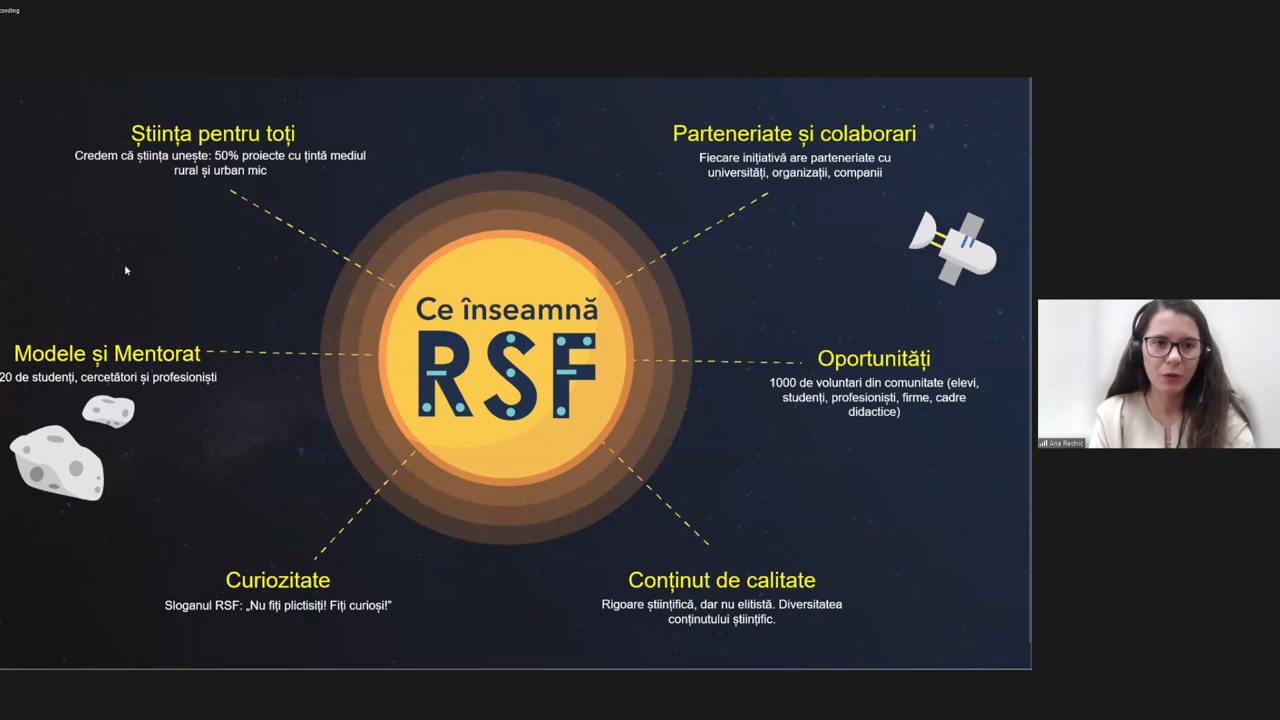 cording
Știința pentru toți
Credem că știința unește: 50% proiecte cu țintă mediul
rural și urban mic
Parteneriate și colaborari
Fiecare inițiativă are parteneriate cu
universități, organizații, companii
Ce înseamnă
RSF
Modele și Mentorat
20 de studenți, cercetători și profesioniști
Oportunități
1000 de voluntari din comunitate (elevi,
studenți, profesioniști, firme, cadre
didactice)
Ana Rednic
Curiozitate
Sloganul RSF: „Nu fiți plictisiți! Fiți curioși!”
Conținut de calitate
Rigoare științifică, dar nu elitistă. Diversitatea
conținutului științific.